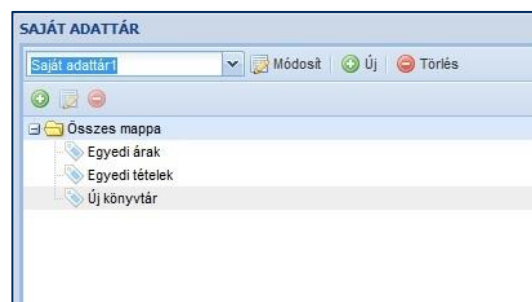 SAJÁT ADATTÁR
Saját adattár1 Módosít Új Törlés
Összes mappa
Egyedi árak
Egyedi tételek
Új könyvtár